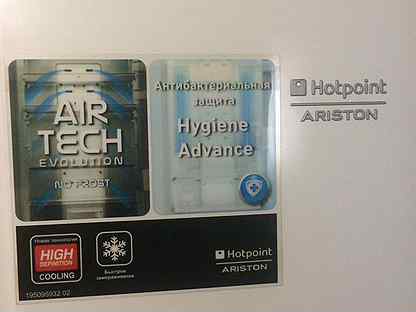 AIR
TECH
EVOLUTION
NO FROST
Антибактериальная
защита
Hygiene
Advance
Hotpoint
ARISTON
HIGH
DEFINITION
COOLING
Быстрое
замораживание
Hotpoint
ARISTON
195095932 02